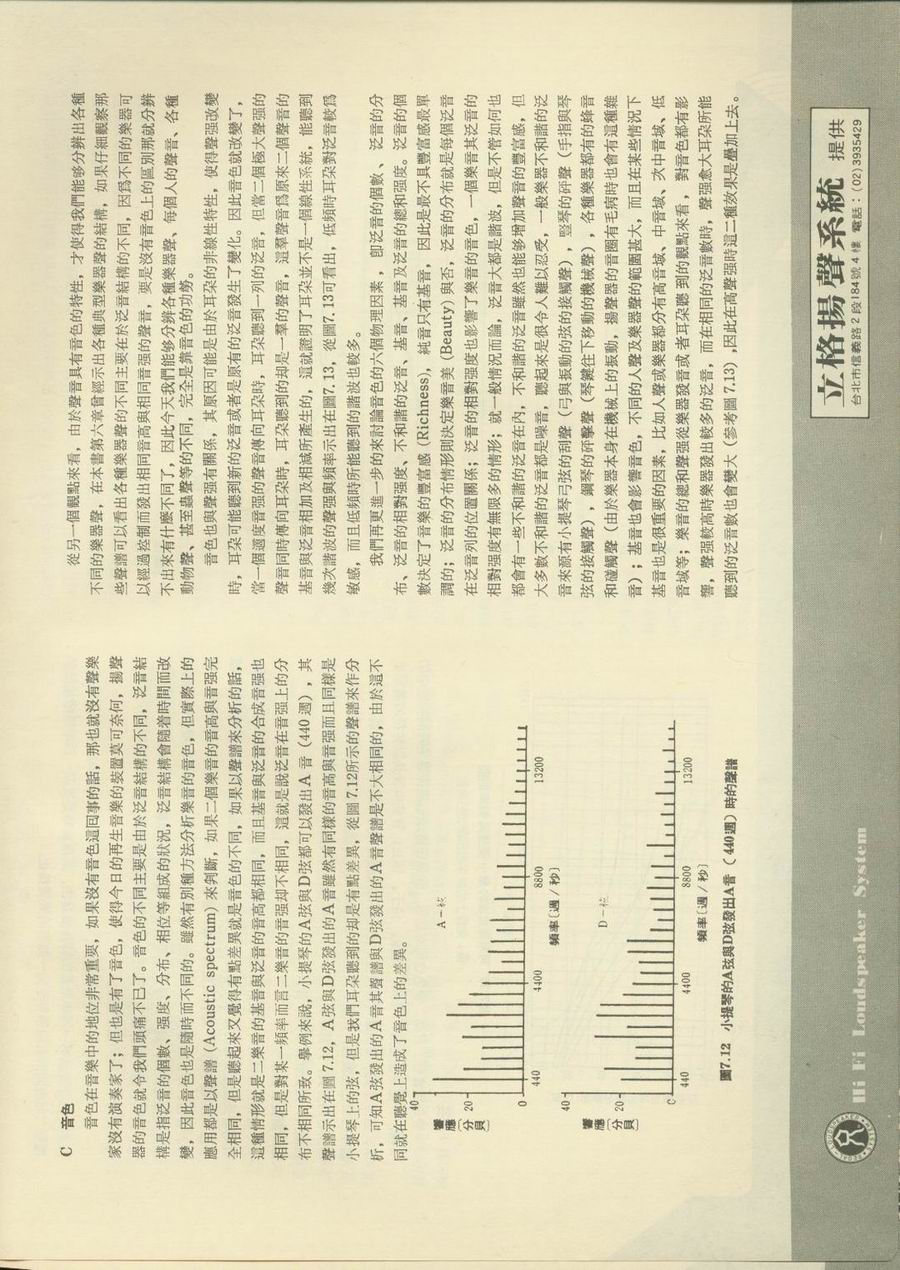 C 音色
音色在音樂中的地位非常重要，如果沒有音色這回事的話，那也就沒有聲樂
家沒有演奏家了；但也是有了音色，使得今日的再生音樂的裝置莫可奈何，揚聲
器的音色就令我們頭痛不已了。音色的不同主要是由於泛音結構的不同，泛音結
構是指泛音的個數、強度、分布、相位等組成的狀況，泛音結構會隨着時間而改
變，因此音色也是隨時而不同的。雖然有別種方法分析樂音的音色，但實際上的
應用都是以聲譜 (Acoustic spectrum) 來判斷，如果二個樂音的音高與音强完
全相同，但是聽起來又覺得有點差異就是音色的不同，如果以聲譜來分析的話，
這種情形就是二樂音的基音與泛音的音高都相同，而且基音與泛音的合成音强也
相同，但是對某一頻率而言二樂音的音强却不相同，這就是說泛音在音强上的分
布不相同所致。擧例來說，小提琴的A弦與D弦都可以發出A音（440 週），其
聲譜示出在圖 7.12，A弦與D弦發出的A音雖然有同樣的音高與音强而且同樣是
小提琴上的弦，但是我們耳朶聽到的却是有點差異，從圖 7.12所示的聲譜來作分
析，可知A弦發出的A音其聲譜與D弦發出的A音聲譜是不大相同的，由於這不
同就在聽覺上造成了音色上的差異。
40
響應（分貝）
20
0
A－弦
440
4400
8800
13200
頻率〔週／秒〕
40
響應（分貝）
20
0
D－弦
440
4400
8800
13200
頻率〔週／秒〕
圖7.12 小提琴的A弦與D弦發出A音（440週）時的聲譜
從另一個觀點來看，由於聲音具有音色的特性，才使得我們能够分辨出各種
不同的樂器聲，在本書第六章曾經示出各種典型樂器聲的結構，如果仔細觀察那
些聲譜可以看出各種樂器聲的不同主要在於泛音結構的不同，因爲不同的樂器可
以經過控制而發出相同音高與相同音强的聲音，要是沒有音色上的區別那就分辨
不出來有什麼不同了，因此今天我們能够分辨各種樂器聲、每個人的聲音、各種
動物聲、甚至蟲聲等的不同，完全是靠音色的功勞。
音色也與聲强有關係，其原因可能是由於耳朶的非線性特性，使得聲强改變
時，耳朶可能聽到新的泛音或者是原有的泛音發生了變化。因此音色就改變了，
當一個適度音强的聲音傳向耳朶時，耳朶聽到一列的泛音，但當二個極大聲强的
聲音同時傳向耳朶時，耳朶聽到的却是一羣的聲音，這羣聲音爲原來二個聲音的
基音與泛音相加及相減所產生的，這就證明了耳朶並不是一個線性系統，能聽到
幾次諧波的聲强與頻率示出在圖7.13，從圖7.13可看出，低頻時耳朶對泛音較爲
敏感，而且低頻時所能聽到的諧波也較多。
我們再更進一步的來討論音色的六個物理因素，卽泛音的個數、泛音的分
布、泛音的相對强度、不和諧的泛音、基音、基音及泛音的總和强度。泛音的個
數決定了音樂的豐富感 (Richness)，純音只有基音，因此是最不具豐富感最單
調的；泛音的分布情形則決定樂音美 (Beauty) 與否，泛音的分布就是每個泛音
在泛音列的位置關係；泛音的相對强度也影響了樂音的音色，一個樂音其泛音的
相對强度有無限多的情形；就一般情况而論，泛音大都是諧波，但是不管如何也
都會有一些不和諧的泛音在內，不和諧的泛音雖然也能够增加聲音的豐富感，但
大多數不和諧的泛音都是噪音，聽起來是很令人難以忍受，一般樂器不和諧的泛
音來源有小提琴弓弦的刮聲（弓與振動的弦的接觸聲），豎琴的砰聲（手指與琴
弦的接觸聲），鋼琴的砰擊聲（琴鍵往下移動的機械聲），各種樂器都有的蜂音
和碰觸聲（由於樂器本身在機械上的振動，揚聲器的音圈有毛病時也會有這種雜
音）；基音也會影響音色，不同的人聲及樂器聲的範圍甚大，而且在某些情況下
基音也是很重要的因素，比如人聲或樂器都分有高音域、中音域、次中音域、低
音域等；樂音的總和聲强從樂器發音或者耳朶聽到的觀點來看，對音色都有影
響，聲强較高時樂器發出較多的泛音，而在相同的泛音數時，聲强愈大耳朶所能
聽到的泛音數也會變大（參考圖 7.13），因此在高聲强時這二種效果是疊加上去。
Hi Fi Loudspeaker System
立格揚聲系統 提供
台北市信義路2段184號4樓 電話：(02)3935429